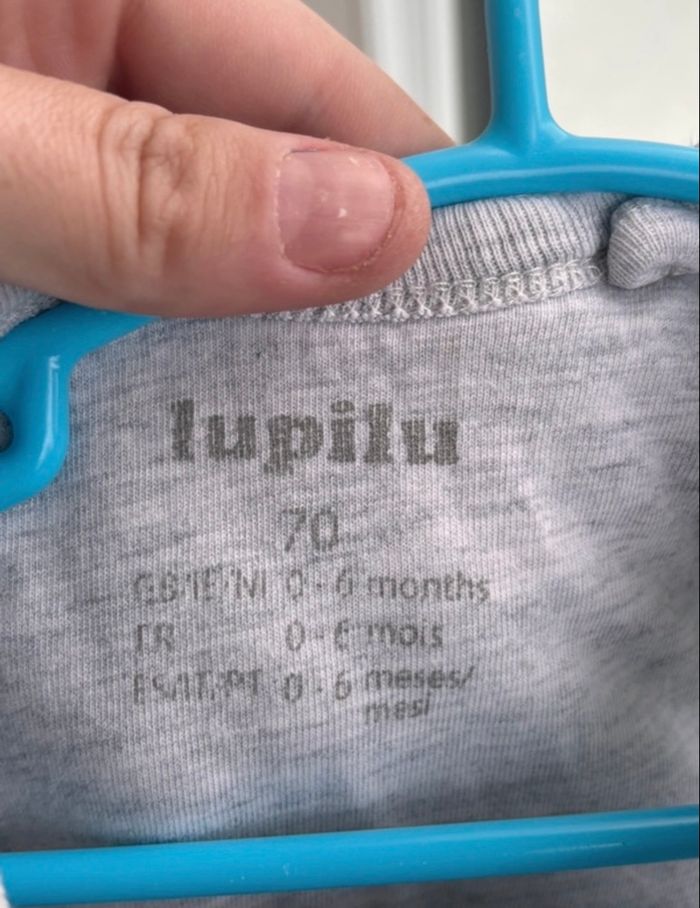 lupilu
70
GB/IE/NI 0 - 6 months
FR 0 - 6 mois
ES/IT/PT 0 - 6 meses/
mesi